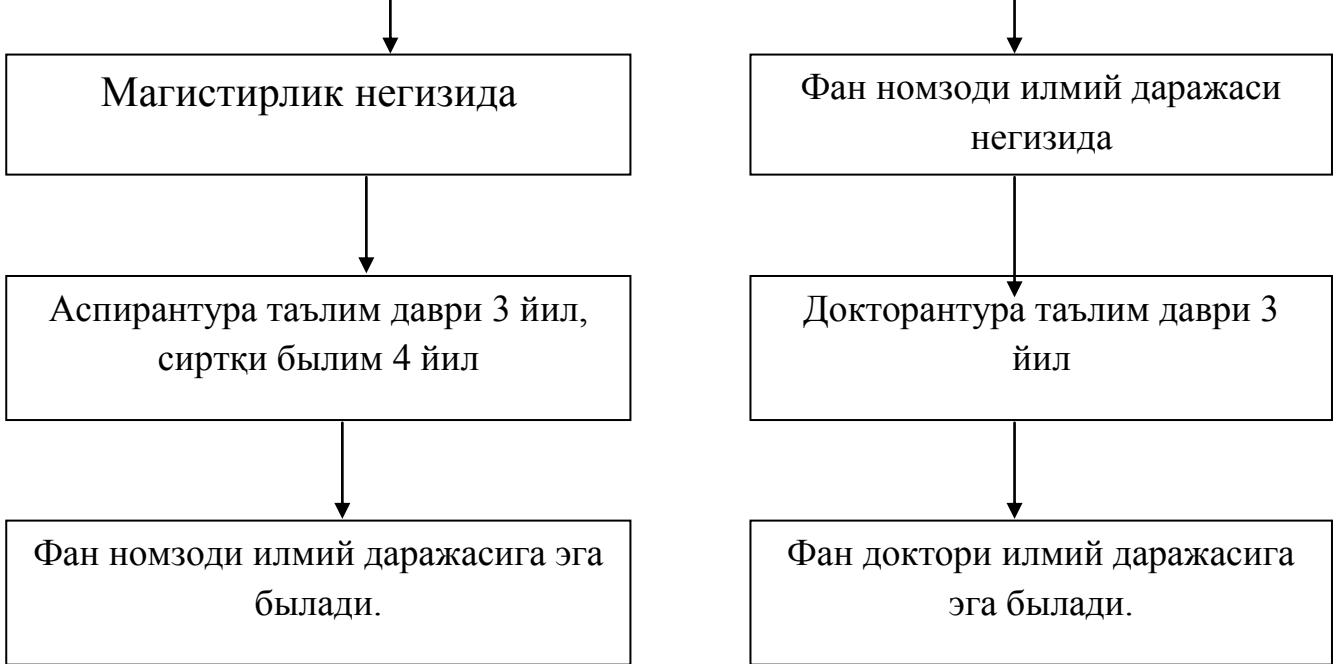 Магистирлик негизида
Аспирантура таълим даври 3 йил,
сиртқи былим 4 йил
Фан номзоди илмий даражасига эга
былади.
Фан номзоди илмий даражаси
негизида
Докторантура таълим даври 3
йил
Фан доктори илмий даражасига
эга былади.